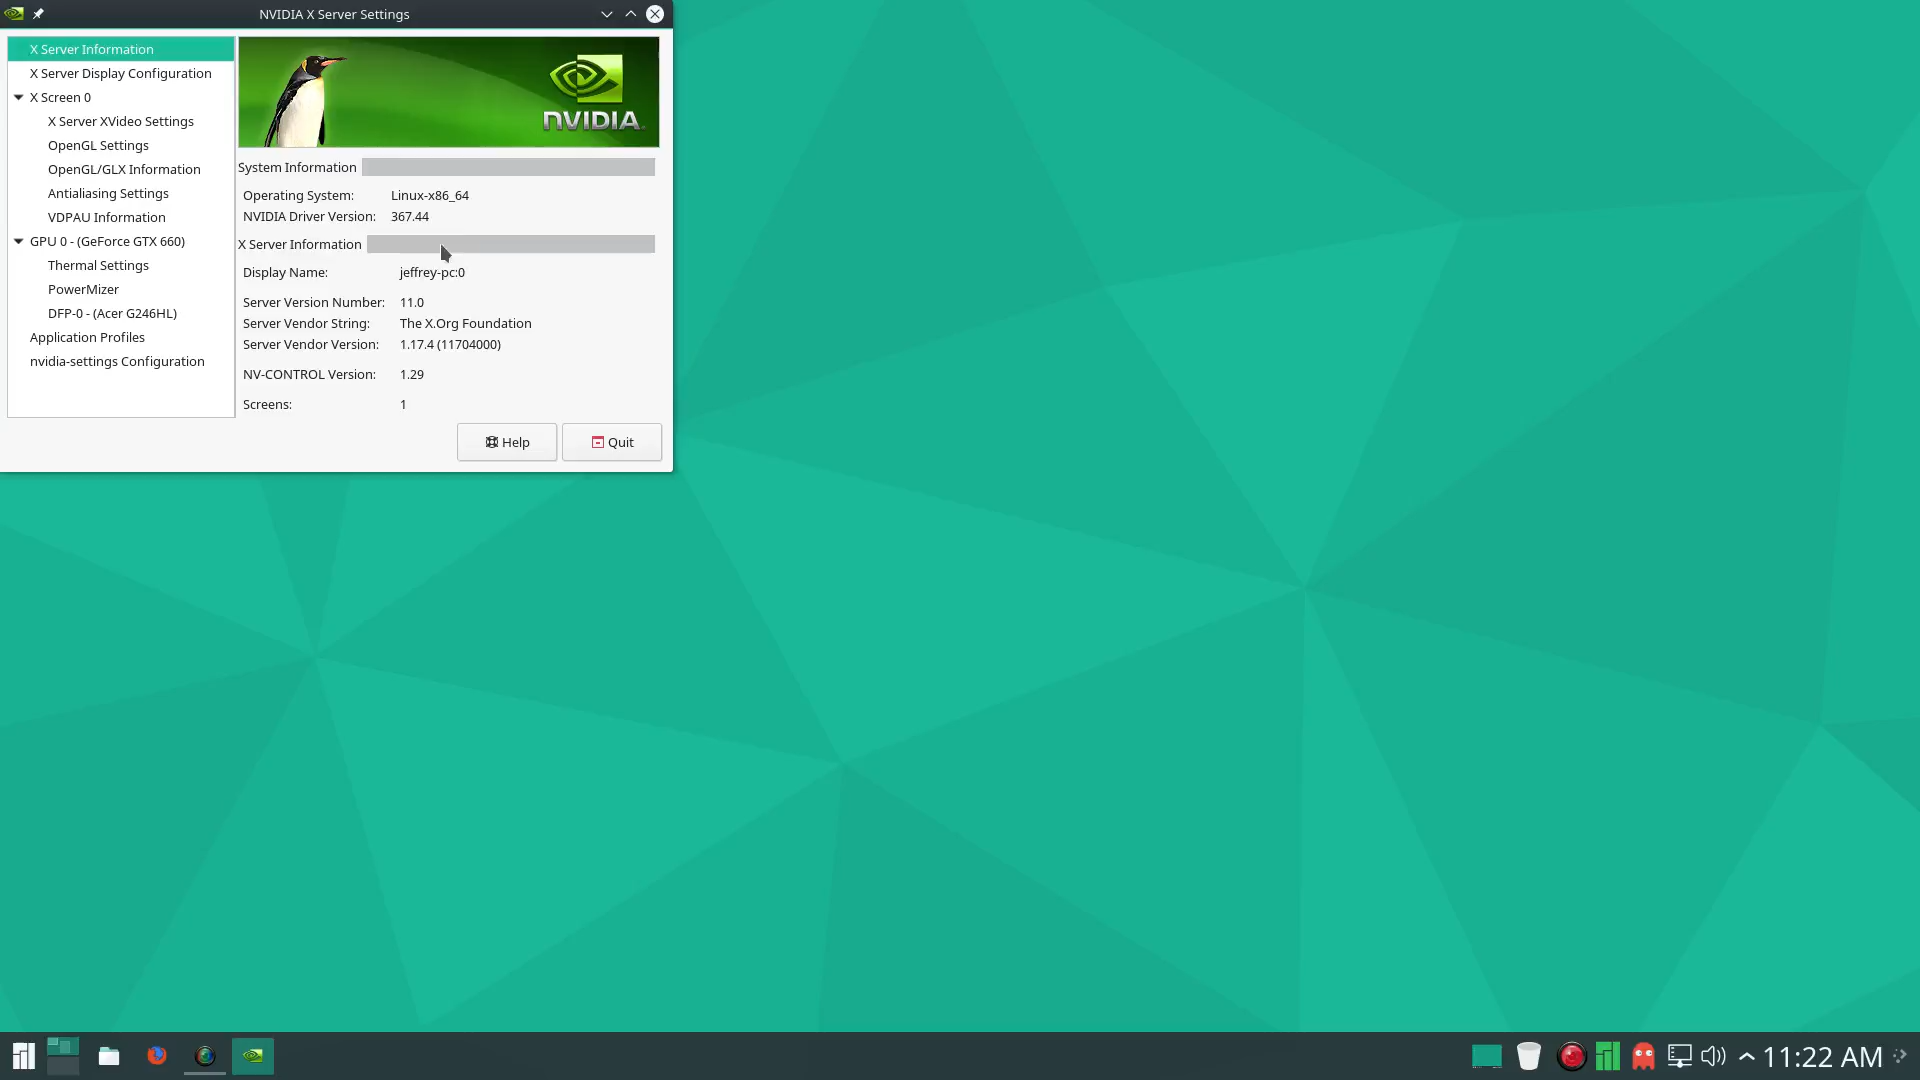 NVIDIA X Server Settings
X Server Information
X Server Display Configuration
X Screen 0
X Server XVideo Settings
OpenGL Settings
OpenGL/GLX Information
Antialiasing Settings
VDPAU Information
GPU 0 - (GeForce GTX 660)
Thermal Settings
PowerMizer
DFP-0 - (Acer G246HL)
Application Profiles
nvidia-settings Configuration
NVIDIA.
System Information
Operating System: Linux-x86_64
NVIDIA Driver Version: 367.44
X Server Information
Display Name: jeffrey-pc:0
Server Version Number: 11.0
Server Vendor String: The X.Org Foundation
Server Vendor Version: 1.17.4 (11704000)
NV-CONTROL Version: 1.29
Screens: 1
Help Quit
11:22 AM